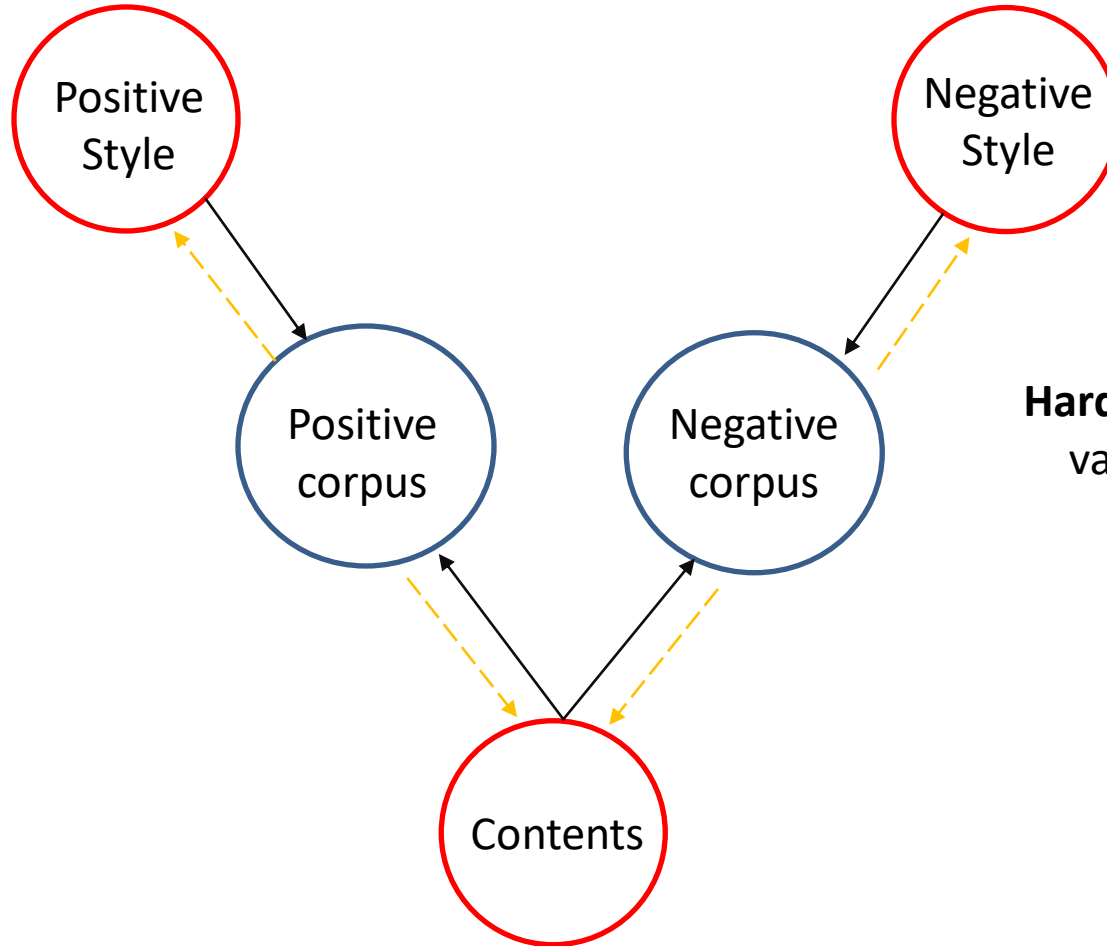 Positive
Style
Negative
Style
Positive
corpus
Negative
corpus
Contents